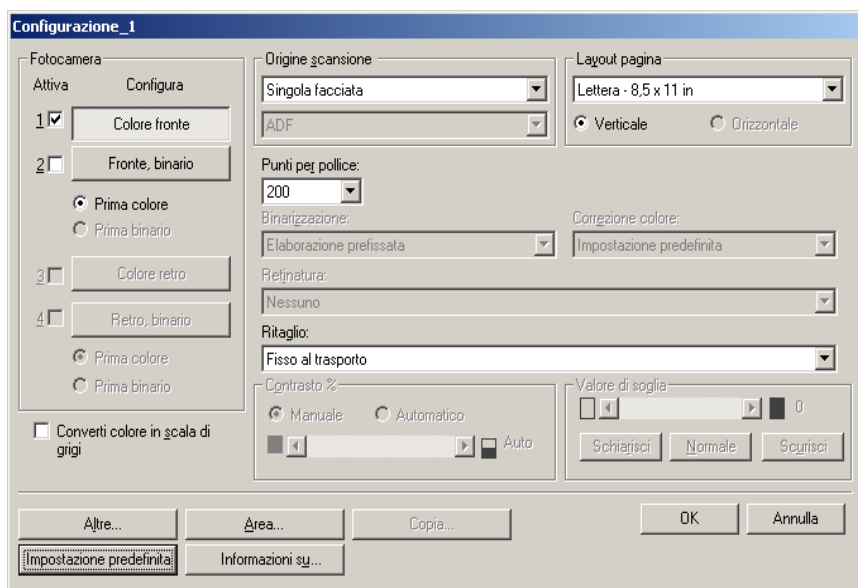 Configurazione_1
Fotocamera
Attiva Configura
1 Colore fronte
2 Fronte, binario
Prima colore
Prima binario
3 Colore retro
4 Retro, binario
Prima colore
Prima binario
Converti colore in scala di
grigi
Origine scansione
Singola facciata
ADF
Layout pagina
Lettera - 8,5 x 11 in
Verticale Orizzontale
Punti per pollice:
200
Binarizzazione:
Elaborazione prefissata
Correzione colore:
Impostazione predefinita
Retinatura:
Nessuno
Ritaglio:
Fisso al trasporto
Contrasto %
Manuale Automatico
Auto
Valore di soglia
0
Schiarisci Normale Scurisci
Altre... Area... Copia... OK Annulla
Impostazione predefinita Informazioni su...